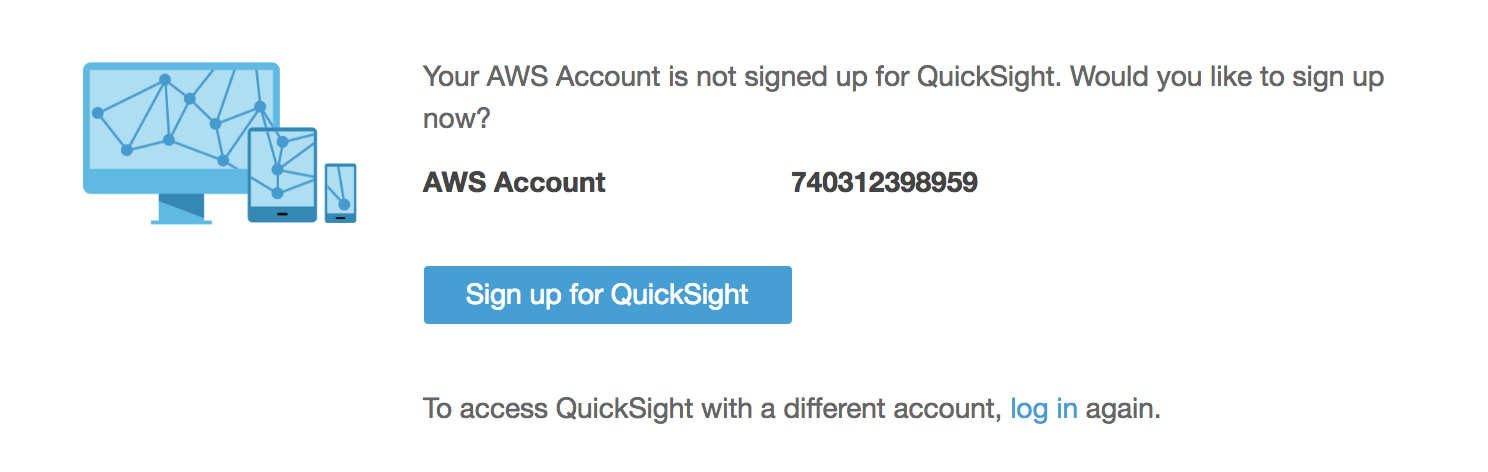 Your AWS Account is not signed up for QuickSight. Would you like to sign up
now?
AWS Account 740312398959
Sign up for QuickSight
To access QuickSight with a different account, log in again.